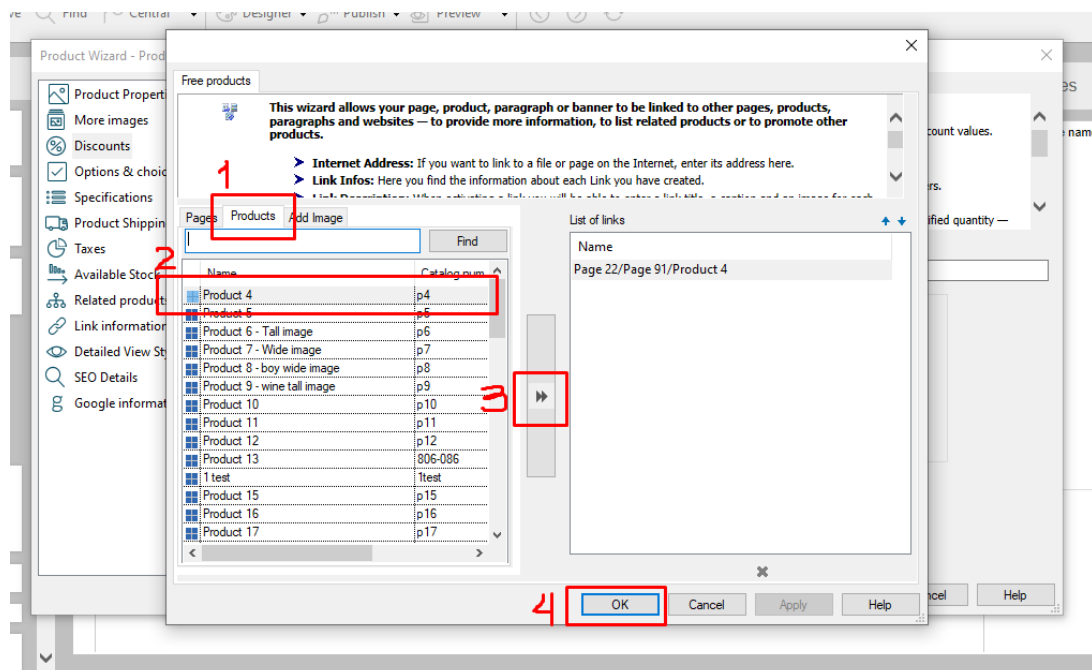 Find
Central
Designer
Publish
Preview
Product Wizard - Prod
Product Properti
More images
Discounts
Options & choic
Specifications
Product Shippin
Taxes
Available Stock
Related product
Link information
Detailed View St
SEO Details
Google informat
Free products
This wizard allows your page, product, paragraph or banner to be linked to other pages, products,
paragraphs and websites — to provide more information, to list related products or to promote other
products.
Internet Address: If you want to link to a file or page on the Internet, enter its address here.
Link Infos: Here you find the information about each Link you have created.
1
Pages Products Add Image
Find
2
Name Catalog num
Product 4 p4
Product 5 p5
Product 6 - Tall image p6
Product 7 - Wide image p7
Product 8 - boy wide image p8
Product 9 - wine tall image p9
Product 10 p10
Product 11 p11
Product 12 p12
Product 13 806-086
1 test 1test
Product 15 p15
Product 16 p16
Product 17 p17
3
List of links
Name
Page 22/Page 91/Product 4
4
OK Cancel Apply Help
count values.
rs.
ified quantity —
es
name
ncel Help